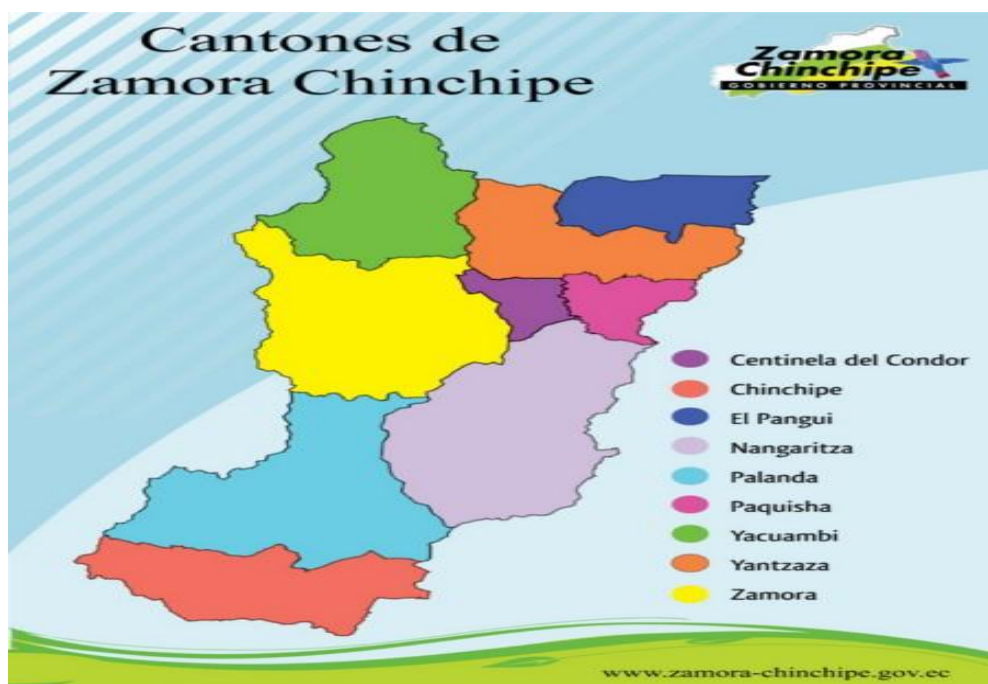 Cantones de
Zamora Chinchipe
Zamora
Chinchipe
GOBIERNO PROVINCIAL
Centinela del Condor
Chinchipe
El Pangui
Nangaritza
Palanda
Paquisha
Yacuambi
Yantzaza
Zamora
www.zamora-chinchipe.gov.ec